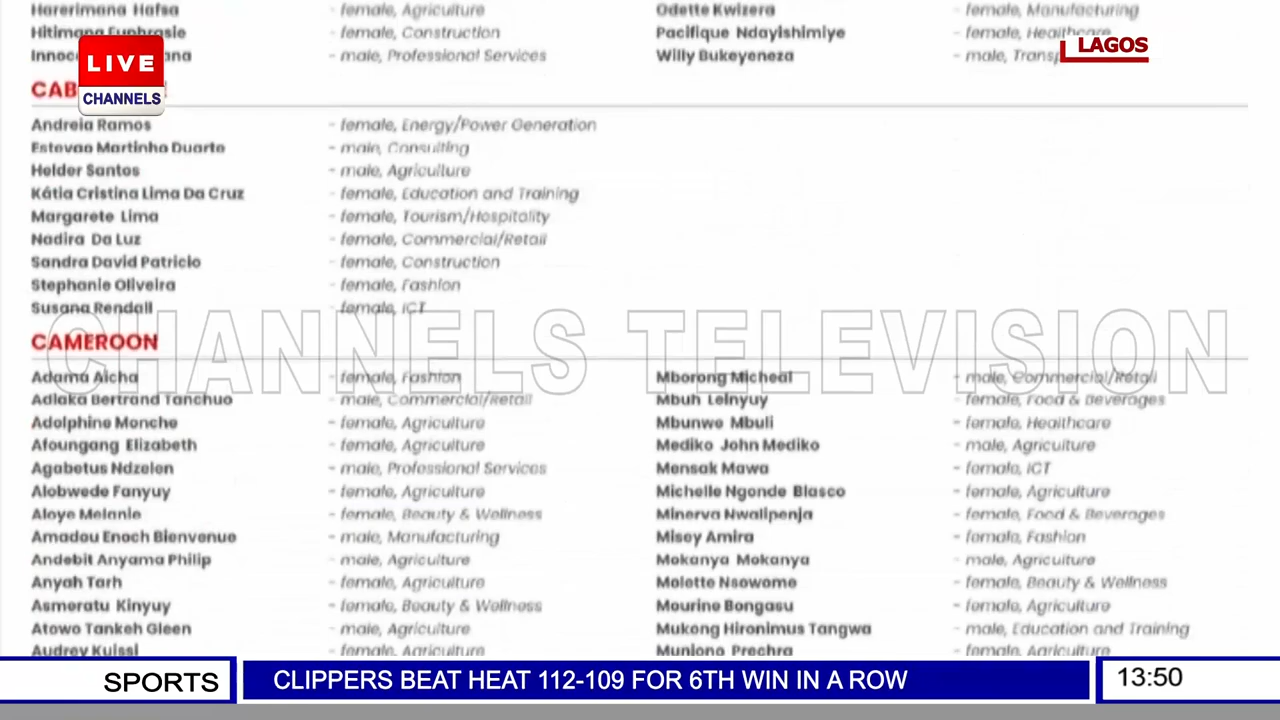 Harerimana Hafsa - female, Agriculture
Odette Kwizera - female, Manufacturing
Hitimana Euphrasie - female, Construction
Pacifique Ndayishimiye - female, Healthcare
- male, Professional Services
Willy Bukeyeneza - male,
LIVE
CHANNELS
LAGOS
Andreia Ramos - female, Energy/Power Generation
Estevao Martinho Duarte - male, Consulting
Helder Santos - male, Agriculture
Kátia Cristina Lima Da Cruz - female, Education and Training
Margarete Lima - female, Tourism/Hospitality
Nadira Da Luz - female, Commercial/Retail
Sandra David Patricio - female, Construction
Stephanie Oliveira - female, Fashion
Susana Rendall - female, ICT
CHANNELS TELEVISION
CAMEROON
Adama Aicha - female, Fashion
Adiaka Bertrand Tanchuo - male, Commercial/Retail
Adolphine Monche - female, Agriculture
Afoungang Elizabeth - female, Agriculture
Agabetus Ndzelen - male, Professional Services
Alobwede Fanyuy - female, Agriculture
Aloye Melanie - female, Beauty & Wellness
Amadou Enoch Bienvenue - male, Manufacturing
Andebit Anyama Philip - male, Agriculture
Anyah Tarh - female, Agriculture
Asmeratu Kinyuy - female, Beauty & Wellness
Atowo Tankeh Gleen - male, Agriculture
Audrey Kuissi - female, Agriculture
Mborong Micheal - male, Commercial/Retail
Mbuh Leinyuy - female, Food & Beverages
Mbunwe Mbuli - female, Healthcare
Mediko John Mediko - male, Agriculture
Mensak Mawa - female, ICT
Michelle Ngonde Blasco - female, Agriculture
Minerva Nwalipenja - female, Food & Beverages
Misey Amira - female, Fashion
Mokanya Mokanya - male, Agriculture
Molette Nsowome - female, Beauty & Wellness
Mourine Bongasu - female, Agriculture
Mukong Hironimus Tangwa - male, Education and Training
Muniono Prechra - female, Agriculture
SPORTS
CLIPPERS BEAT HEAT 112-109 FOR 6TH WIN IN A ROW
13:50